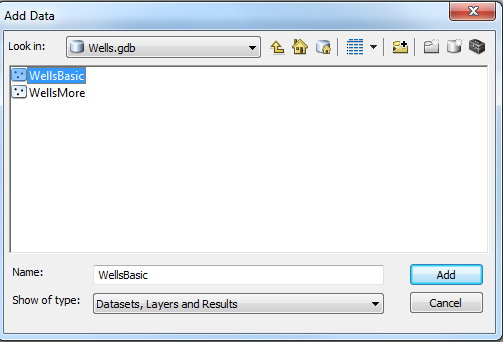 Add Data
Look in: Wells.gdb
WellsBasic
WellsMore
Name: WellsBasic Add
Show of type: Datasets, Layers and Results Cancel